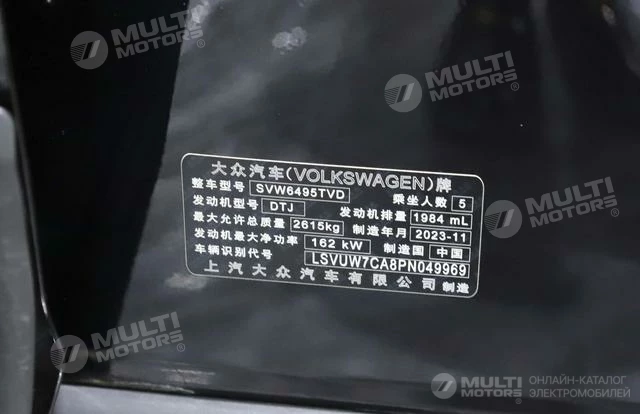 MULTI MOTORS®
MULTI MOTORS®
大众汽车(VOLKSWAGEN)牌
整车型号 SVW6495TVD 乘坐人数 5
发动机型号 DTJ 发动机排量 1984 mL
最大允许总质量 2615kg 制造年月 2023-11
发动机最大净功率 162 kW 制造国 中国
车辆识别代号 LSVUW7CA8PN049969
上汽大众汽车有限公司 制造
MULTI MOTORS®
MULTI MOTORS®
MULTI MOTORS ОНЛАЙН-КАТАЛОГ ЭЛЕКТРОМОБИЛЕЙ